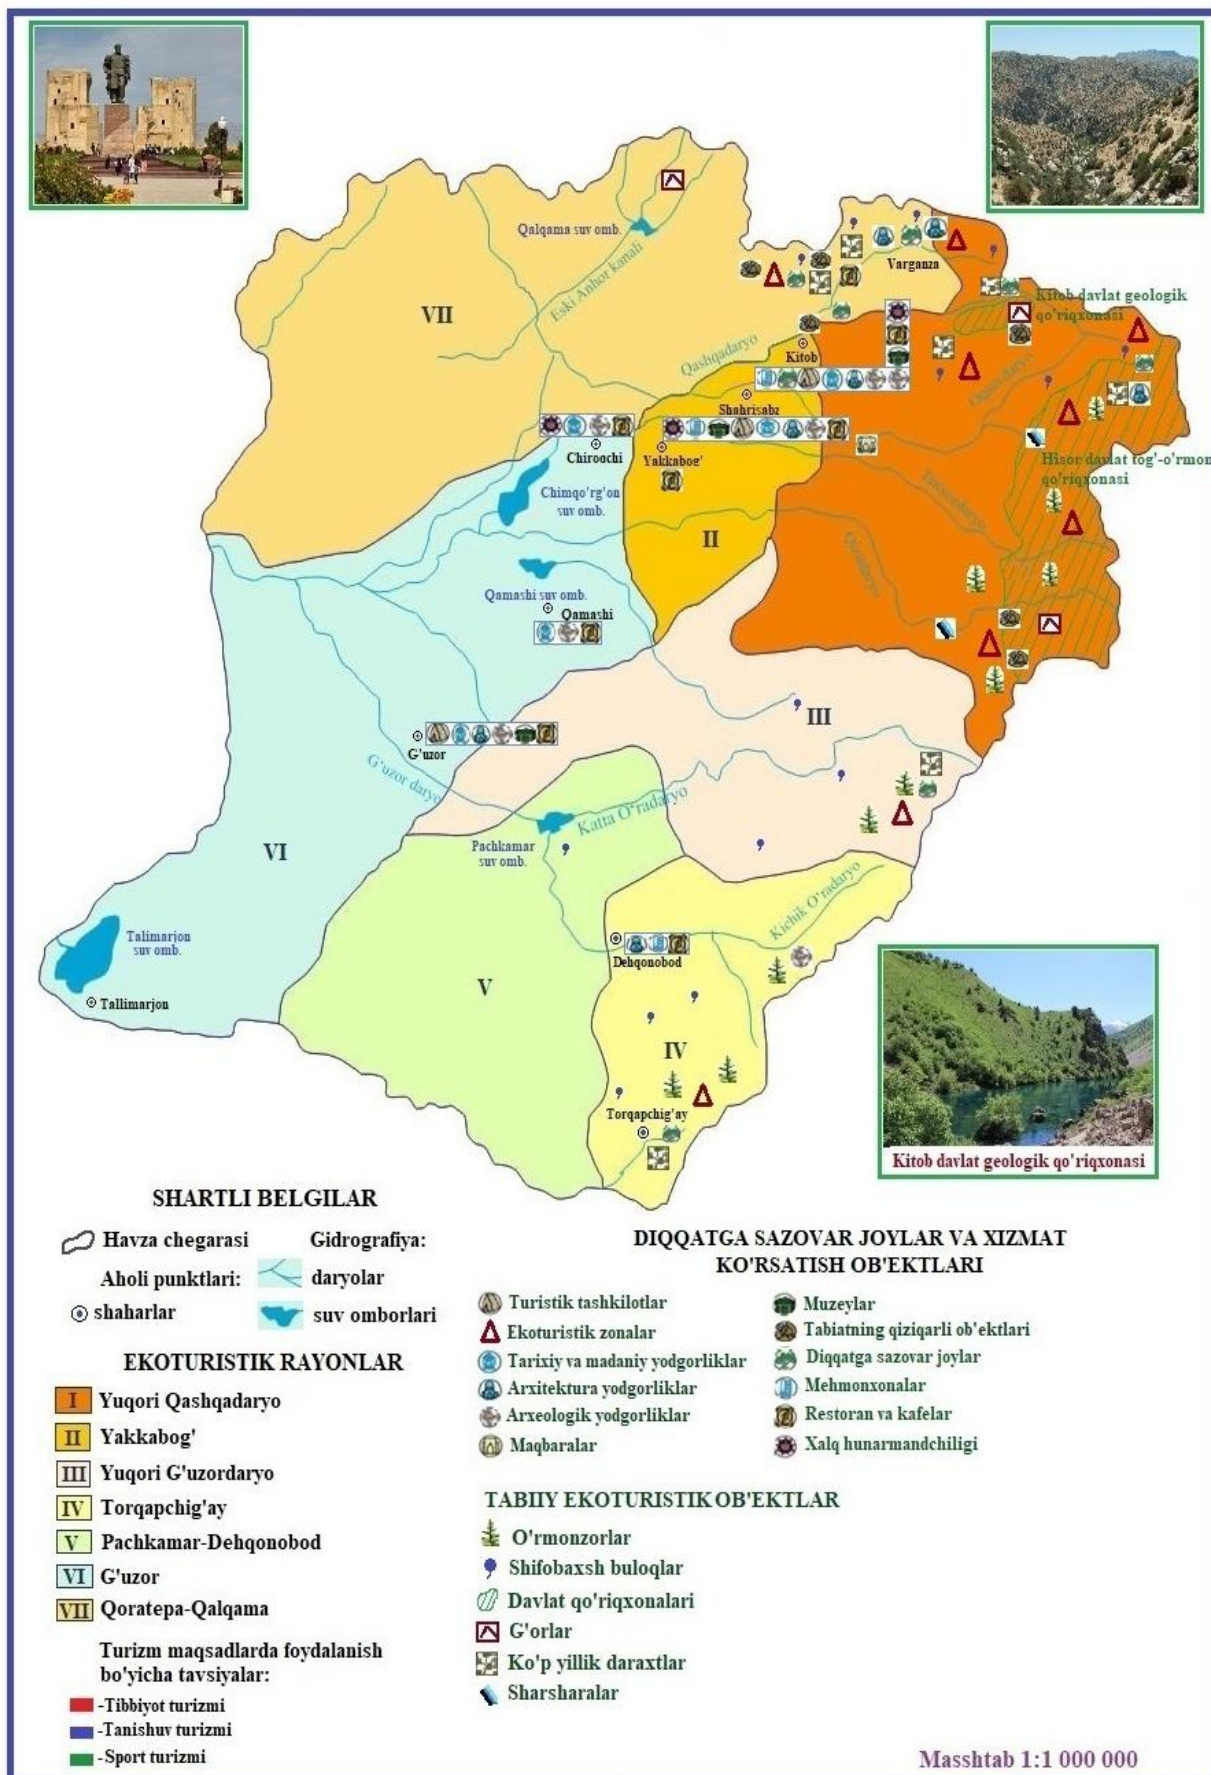 Qalqama suv omb.
Eski Anhor kanali
Varganza
VII
Kitob davlat geologik
qo'riqxonasi
Qashqadaryo
Kitob
Oqsudaryo
Shahrisabz
Chiroochi
Yakkabog'
Hisor davlat tog'-o'rmon
qo'riqxonasi
Chimqo'rg'on
suv omb.
II
Qizildaryo
Qamashi suv omb.
Qamashi
III
G'uzor
G'uzor daryo
Katta O'radaryo
Pachkamar
suv omb.
VI
Kichik O'radaryo
Talimarjon
suv omb.
Dehqonobod
Tallimarjon
V
IV
Torqapchig'ay
Kitob davlat geologik qo'riqxonasi
SHARTLI BELGILAR
Havza chegarasi
Gidrografiya:
Aholi punktlari:
daryolar
shaharlar
suv omborlari
EKOTURISTIK RAYONLAR
I Yuqori Qashqadaryo
II Yakkabog'
III Yuqori G'uzordaryo
IV Torqapchig'ay
V Pachkamar-Dehqonobod
VI G'uzor
VII Qoratepa-Qalqama
Turizm maqsadlarda foydalanish
bo'yicha tavsiyalar:
-Tibbiyot turizmi
-Tanishuv turizmi
-Sport turizmi
DIQQATGA SAZOVAR JOYLAR VA XIZMAT
KO'RSATISH OB'EKTLARI
Turistik tashkilotlar
Ekoturistik zonalar
Tarixiy va madaniy yodgorliklar
Arxitektura yodgorliklar
Arxeologik yodgorliklar
Maqbaralar
Muzeylar
Tabiatning qiziqarli ob'ektlari
Diqqatga sazovar joylar
Mehmonxonalar
Restoran va kafelar
Xalq hunarmandchiligi
TABIIY EKOTURISTIK OB'EKTLAR
O'rmonzorlar
Shifobaxsh buloqlar
Davlat qo'riqxonalari
G'orlar
Ko'p yillik daraxtlar
Sharsharalar
Masshtab 1:1 000 000